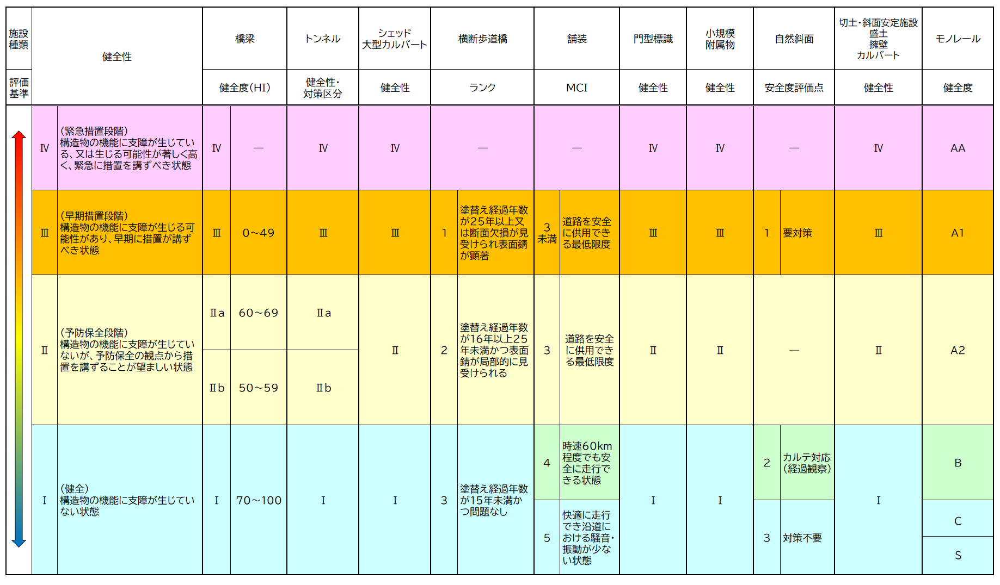 施設
種類
健全性
橋梁
トンネル
シェッド
大型カルバート
横断歩道橋
舗装
門型標識
小規模
附属物
自然斜面
切土・斜面安定施設
盛土
擁壁
カルバート
モノレール
評価
基準
健全度（HI）
健全性・
対策区分
健全性
ランク
MCI
健全性
健全性
安全度評価点
健全性
健全度
Ⅳ
（緊急措置段階）
構造物の機能に支障が生じてい
る、又は生じる可能性が著しく高
く、緊急に措置を講ずべき状態
Ⅳ
―
Ⅳ
Ⅳ
―
―
Ⅳ
Ⅳ
―
Ⅳ
AA
Ⅲ
（早期措置段階）
構造物の機能に支障が生じる可
能性があり、早期に措置が講ず
べき状態
Ⅲ
0～49
Ⅲ
Ⅲ
1
塗替え経過年数
が25年以上又
は断面欠損が見
受けられ表面錆
が顕著
3
未満
道路を安全
に供用でき
る最低限度
Ⅲ
Ⅲ
1
要対策
Ⅲ
A1
Ⅱ
（予防保全段階）
構造物の機能に支障が生じてい
ないが、予防保全の観点から措
置を講ずることが望ましい状態
Ⅱa
60～69
Ⅱa
Ⅱb
50～59
Ⅱb
Ⅱ
2
塗替え経過年数
が16年以上25
年未満かつ表面
錆が局部的に見
受けられる
3
道路を安全
に供用でき
る最低限度
Ⅱ
Ⅱ
―
Ⅱ
A2
Ⅰ
（健全）
構造物の機能に支障が生じてい
ない状態
Ⅰ
70～100
Ⅰ
Ⅰ
3
塗替え経過年数
が15年未満か
つ問題なし
4
時速60km
程度でも安
全に走行で
きる状態
5
快適に走行
でき沿道に
おける騒音・
振動が少な
い状態
Ⅰ
Ⅰ
2
カルテ対応
（経過観察）
3
対策不要
Ⅰ
B
C
S